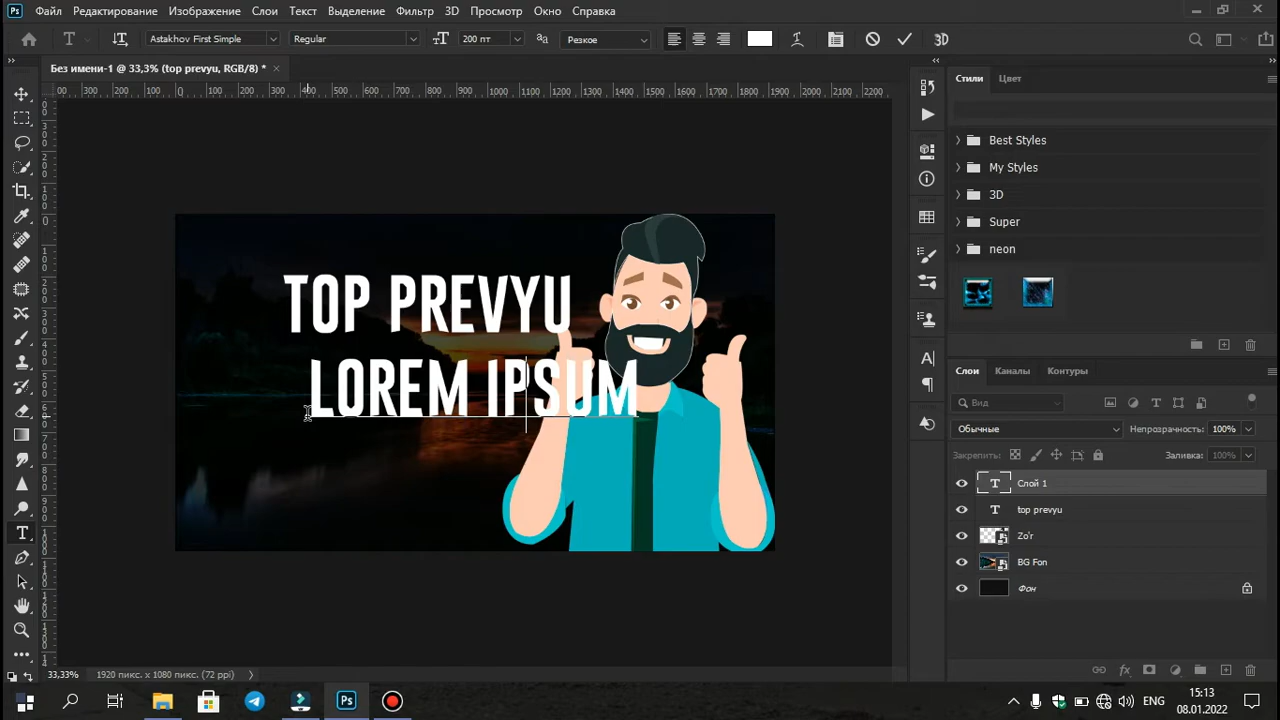 Файл Редактирование Изображение Слои Текст Выделение Фильтр 3D Просмотр Окно Справка
Astakhov First Simple Regular 200 пт Резкое 3D
Без имени-1 @ 33,3% (top prevyu, RGB/8) *
Стили Цвет
Best Styles
My Styles
3D
Super
neon
TOP PREVYU
LOREM IPSUM
Слои Каналы Контуры
Вид
Обычные Непрозрачность: 100%
Закрепить: Заливка: 100%
Слой 1
top prevyu
Zo'r
BG Fon
Фон
33,33% 1920 пикс. x 1080 пикс. (72 ppi)
ENG 15:13
08.01.2022